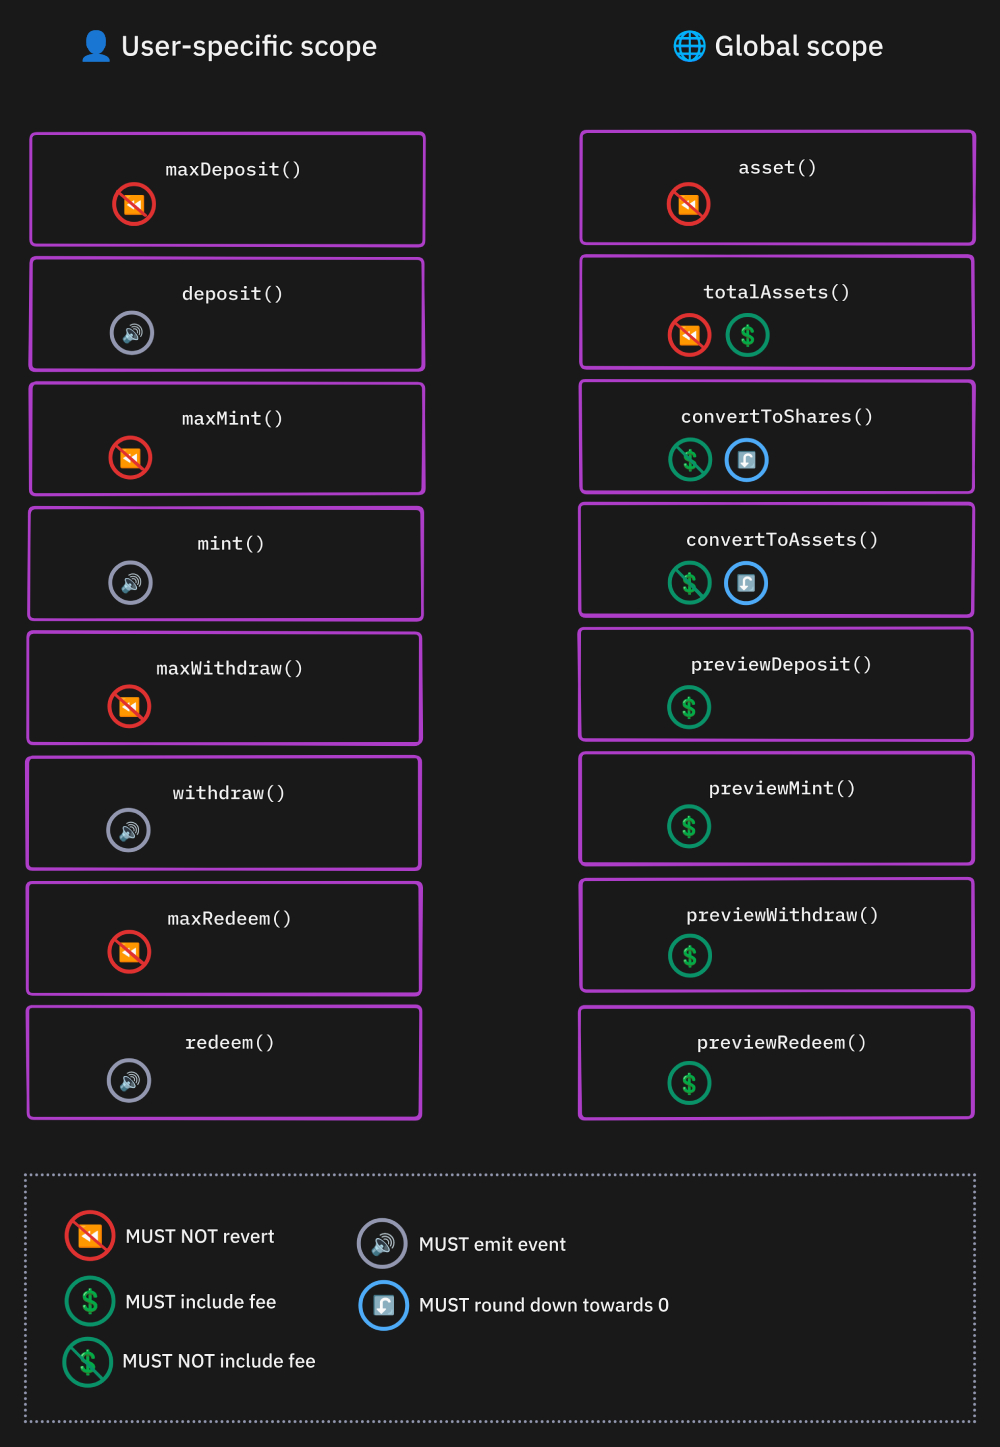 User-specific scope
Global scope
maxDeposit()
deposit()
maxMint()
mint()
maxWithdraw()
withdraw()
maxRedeem()
redeem()
asset()
totalAssets()
convertToShares()
convertToAssets()
previewDeposit()
previewMint()
previewWithdraw()
previewRedeem()
MUST NOT revert
MUST include fee
MUST NOT include fee
MUST emit event
MUST round down towards 0